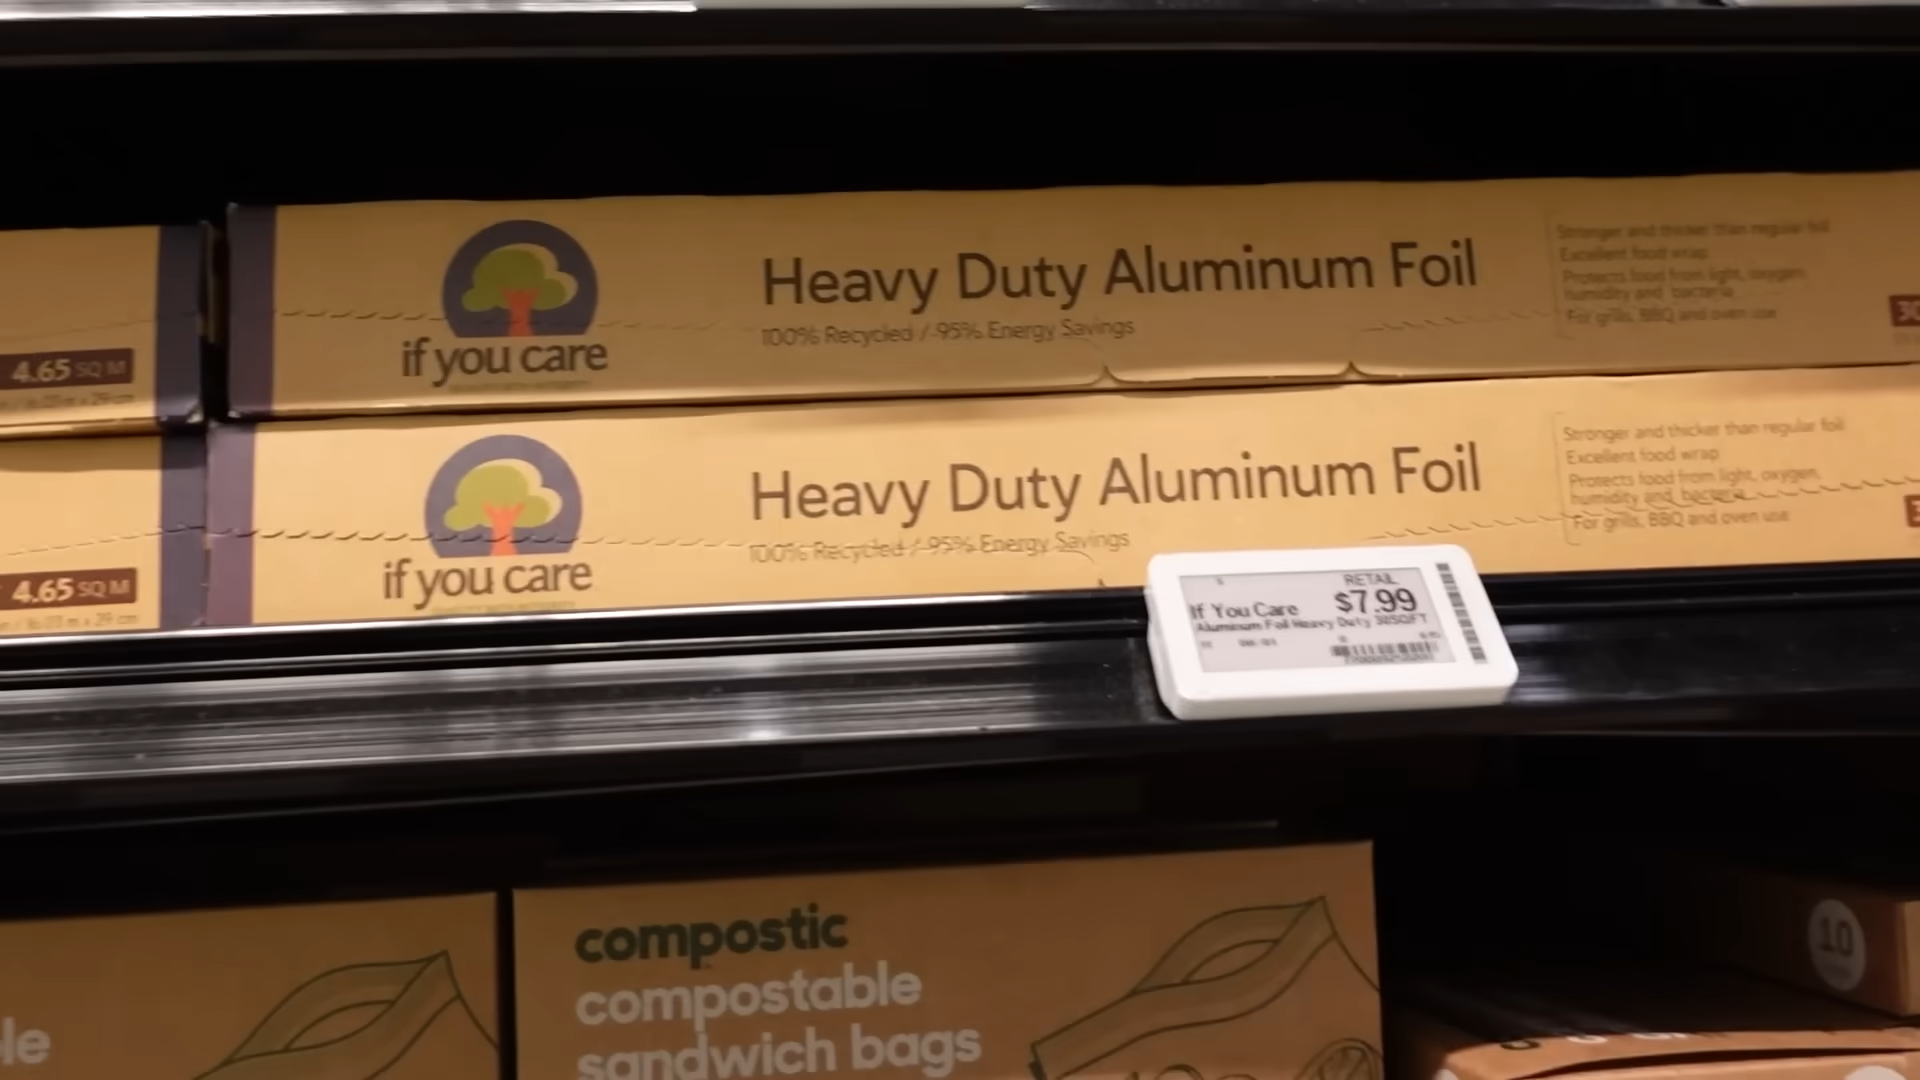 Heavy Duty Aluminum Foil
100% Recycled / 95% Energy Savings
if you care
Stronger and thicker than regular foil
Excellent food wrap
Protects food from light, oxygen,
humidity and bacteria
For grills, BBQ and oven use
30
4.65 SQ M
Heavy Duty Aluminum Foil
100% Recycled / 95% Energy Savings
if you care
Stronger and thicker than regular foil
Excellent food wrap
Protects food from light, oxygen,
humidity and bacteria
For grills, BBQ and oven use
4.65 SQ M
RETAIL
If You Care $7.99
Aluminum Foil Heavy Duty 30SQFT
compostic
compostable
sandwich bags
le
10